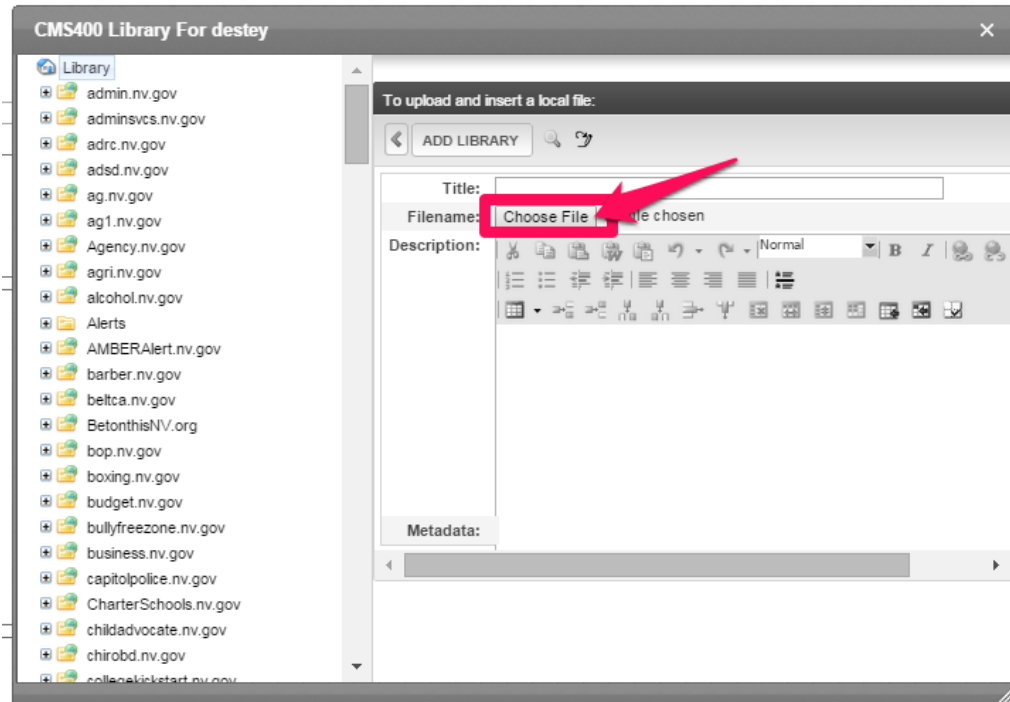 CMS400 Library For destey
Library
admin.nv.gov
adminsvcs.nv.gov
adrc.nv.gov
adsd.nv.gov
ag.nv.gov
ag1.nv.gov
Agency.nv.gov
agri.nv.gov
alcohol.nv.gov
Alerts
AMBERAlert.nv.gov
barber.nv.gov
beltca.nv.gov
BetonthisNV.org
bop.nv.gov
boxing.nv.gov
budget.nv.gov
bullyfreezone.nv.gov
business.nv.gov
capitolpolice.nv.gov
CharterSchools.nv.gov
childadvocate.nv.gov
chirobd.nv.gov
collegekickstart.nv.gov
To upload and insert a local file:
ADD LIBRARY
Title:
Filename: Choose File chosen
Description:
Normal
B I
Metadata: